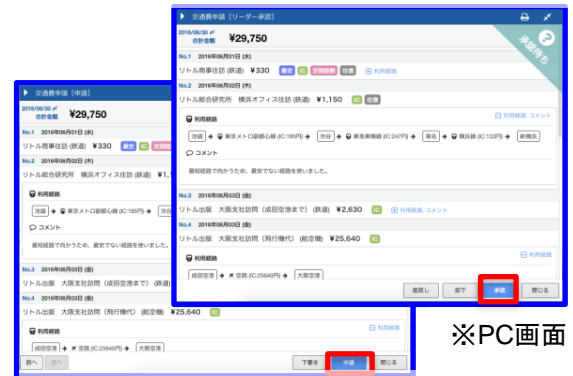 交通費申請【リーダー承認】
2016/06/30 〆
合計金額 ¥29,750
承認待ち
No.1 2016年06月01日 (水)
リトル商事往訪 (鉄道) ¥330 最安 IC 定期控除 往復 利用経路
No.2 2016年06月02日 (木)
リトル総合研究所 横浜オフィス往訪 (鉄道) ¥1,150 IC 往復
利用経路 利用経路, コメント
池袋 ➔ 東京メトロ副都心線 (IC:195円) ➔ 渋谷 ➔ 東急東横線 (IC:247円) ➔ 菊名 ➔ 横浜線 (IC:133円) ➔ 新横浜
コメント
最短経路で向かうため、最安でない経路を使いました。
No.3 2016年06月03日 (金)
リトル出版 大阪支社訪問 (成田空港まで) (鉄道) ¥2,630 IC 利用経路, コメント
No.4 2016年06月03日 (金)
リトル出版 大阪支社訪問 (飛行機代) (航空機) ¥25,640 IC
利用経路 利用経路
成田空港 ➔ 空路 (IC:25640円) ➔ 大阪空港
差戻し 却下 承認 閉じる
※PC画面
交通費申請【申請】
2016/06/30 〆
合計金額 ¥29,750
No.1 2016年06月01日 (水)
リトル商事往訪 (鉄道) ¥330 最安 IC 定期控除
No.2 2016年06月02日 (木)
リトル総合研究所 横浜オフィス往訪 (鉄道) ¥1,1
利用経路
池袋 ➔ 東京メトロ副都心線 (IC:195円) ➔ 渋谷
コメント
最短経路で向かうため、最安でない経路を使いました。
No.3 2016年06月03日 (金)
リトル出版 大阪支社訪問 (成田空港まで) (鉄道)
No.4 2016年06月03日 (金)
リトル出版 大阪支社訪問 (飛行機代) (航空機) ¥25,640 IC
利用経路 利用経路
成田空港 ➔ 空路 (IC:25640円) ➔ 大阪空港
前へ 次へ 下書き 申請 閉じる